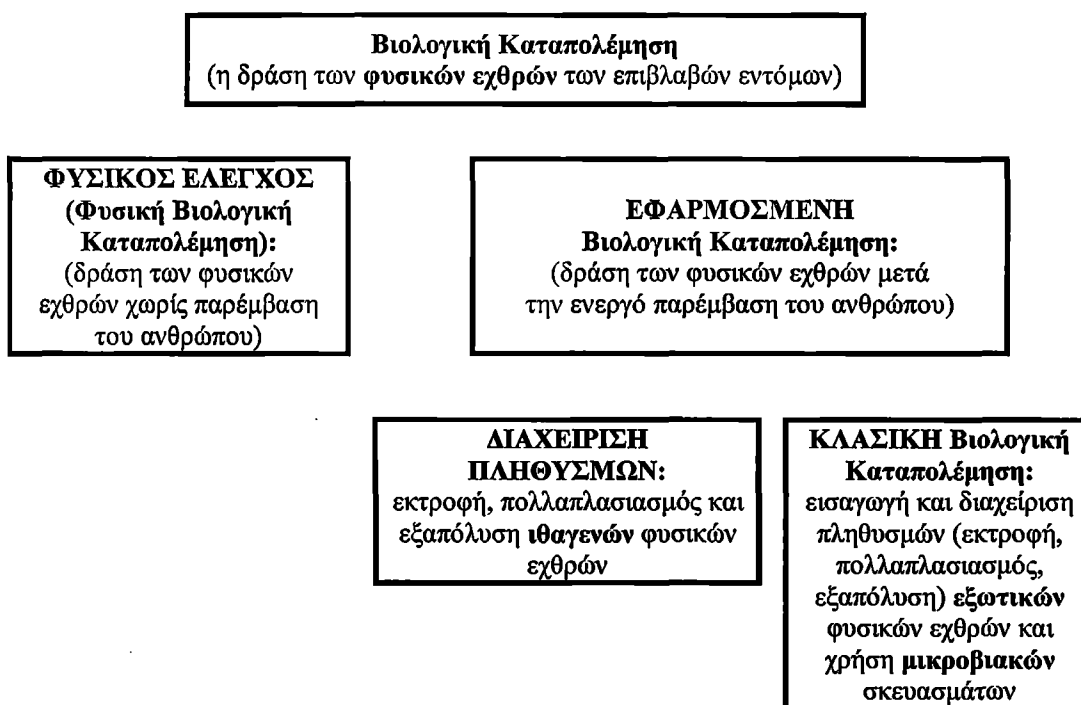 Βιολογική Καταπολέμηση
(η δράση των φυσικών εχθρών των επιβλαβών εντόμων)
ΦΥΣΙΚΟΣ ΕΛΕΓΧΟΣ
(Φυσική Βιολογική
Καταπολέμηση):
(δράση των φυσικών
εχθρών χωρίς παρέμβαση
του ανθρώπου)
ΕΦΑΡΜΟΣΜΕΝΗ
Βιολογική Καταπολέμηση:
(δράση των φυσικών εχθρών μετά
την ενεργό παρέμβαση του ανθρώπου)
ΔΙΑΧΕΙΡΙΣΗ
ΠΛΗΘΥΣΜΩΝ:
εκτροφή, πολλαπλασιασμός και
εξαπόλυση ιθαγενών φυσικών
εχθρών
ΚΛΑΣΙΚΗ Βιολογική
Καταπολέμηση:
εισαγωγή και διαχείριση
πληθυσμών (εκτροφή,
πολλαπλασιασμός,
εξαπόλυση) εξωτικών
φυσικών εχθρών και
χρήση μικροβιακών
σκευασμάτων